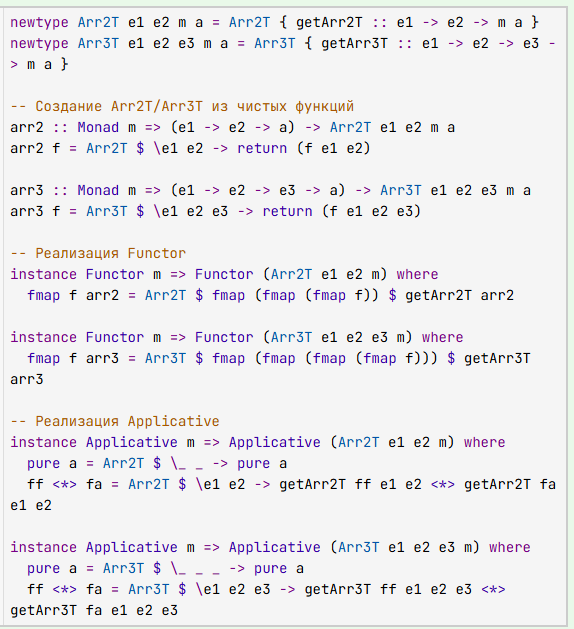 newtype Arr2T e1 e2 m a = Arr2T { getArr2T :: e1 -> e2 -> m a }
newtype Arr3T e1 e2 e3 m a = Arr3T { getArr3T :: e1 -> e2 -> e3 -
> m a }
-- Создание Arr2T/Arr3T из чистых функций
arr2 :: Monad m => (e1 -> e2 -> a) -> Arr2T e1 e2 m a
arr2 f = Arr2T $ \e1 e2 -> return (f e1 e2)
arr3 :: Monad m => (e1 -> e2 -> e3 -> a) -> Arr3T e1 e2 e3 m a
arr3 f = Arr3T $ \e1 e2 e3 -> return (f e1 e2 e3)
-- Реализация Functor
instance Functor m => Functor (Arr2T e1 e2 m) where
  fmap f arr2 = Arr2T $ fmap (fmap (fmap f)) $ getArr2T arr2
instance Functor m => Functor (Arr3T e1 e2 e3 m) where
  fmap f arr3 = Arr3T $ fmap (fmap (fmap (fmap f))) $ getArr3T
arr3
-- Реализация Applicative
instance Applicative m => Applicative (Arr2T e1 e2 m) where
  pure a = Arr2T $ \_ _ -> pure a
  ff <*> fa = Arr2T $ \e1 e2 -> getArr2T ff e1 e2 <*> getArr2T fa
e1 e2
instance Applicative m => Applicative (Arr3T e1 e2 e3 m) where
  pure a = Arr3T $ \_ _ _ -> pure a
  ff <*> fa = Arr3T $ \e1 e2 e3 -> getArr3T ff e1 e2 e3 <*>
getArr3T fa e1 e2 e3